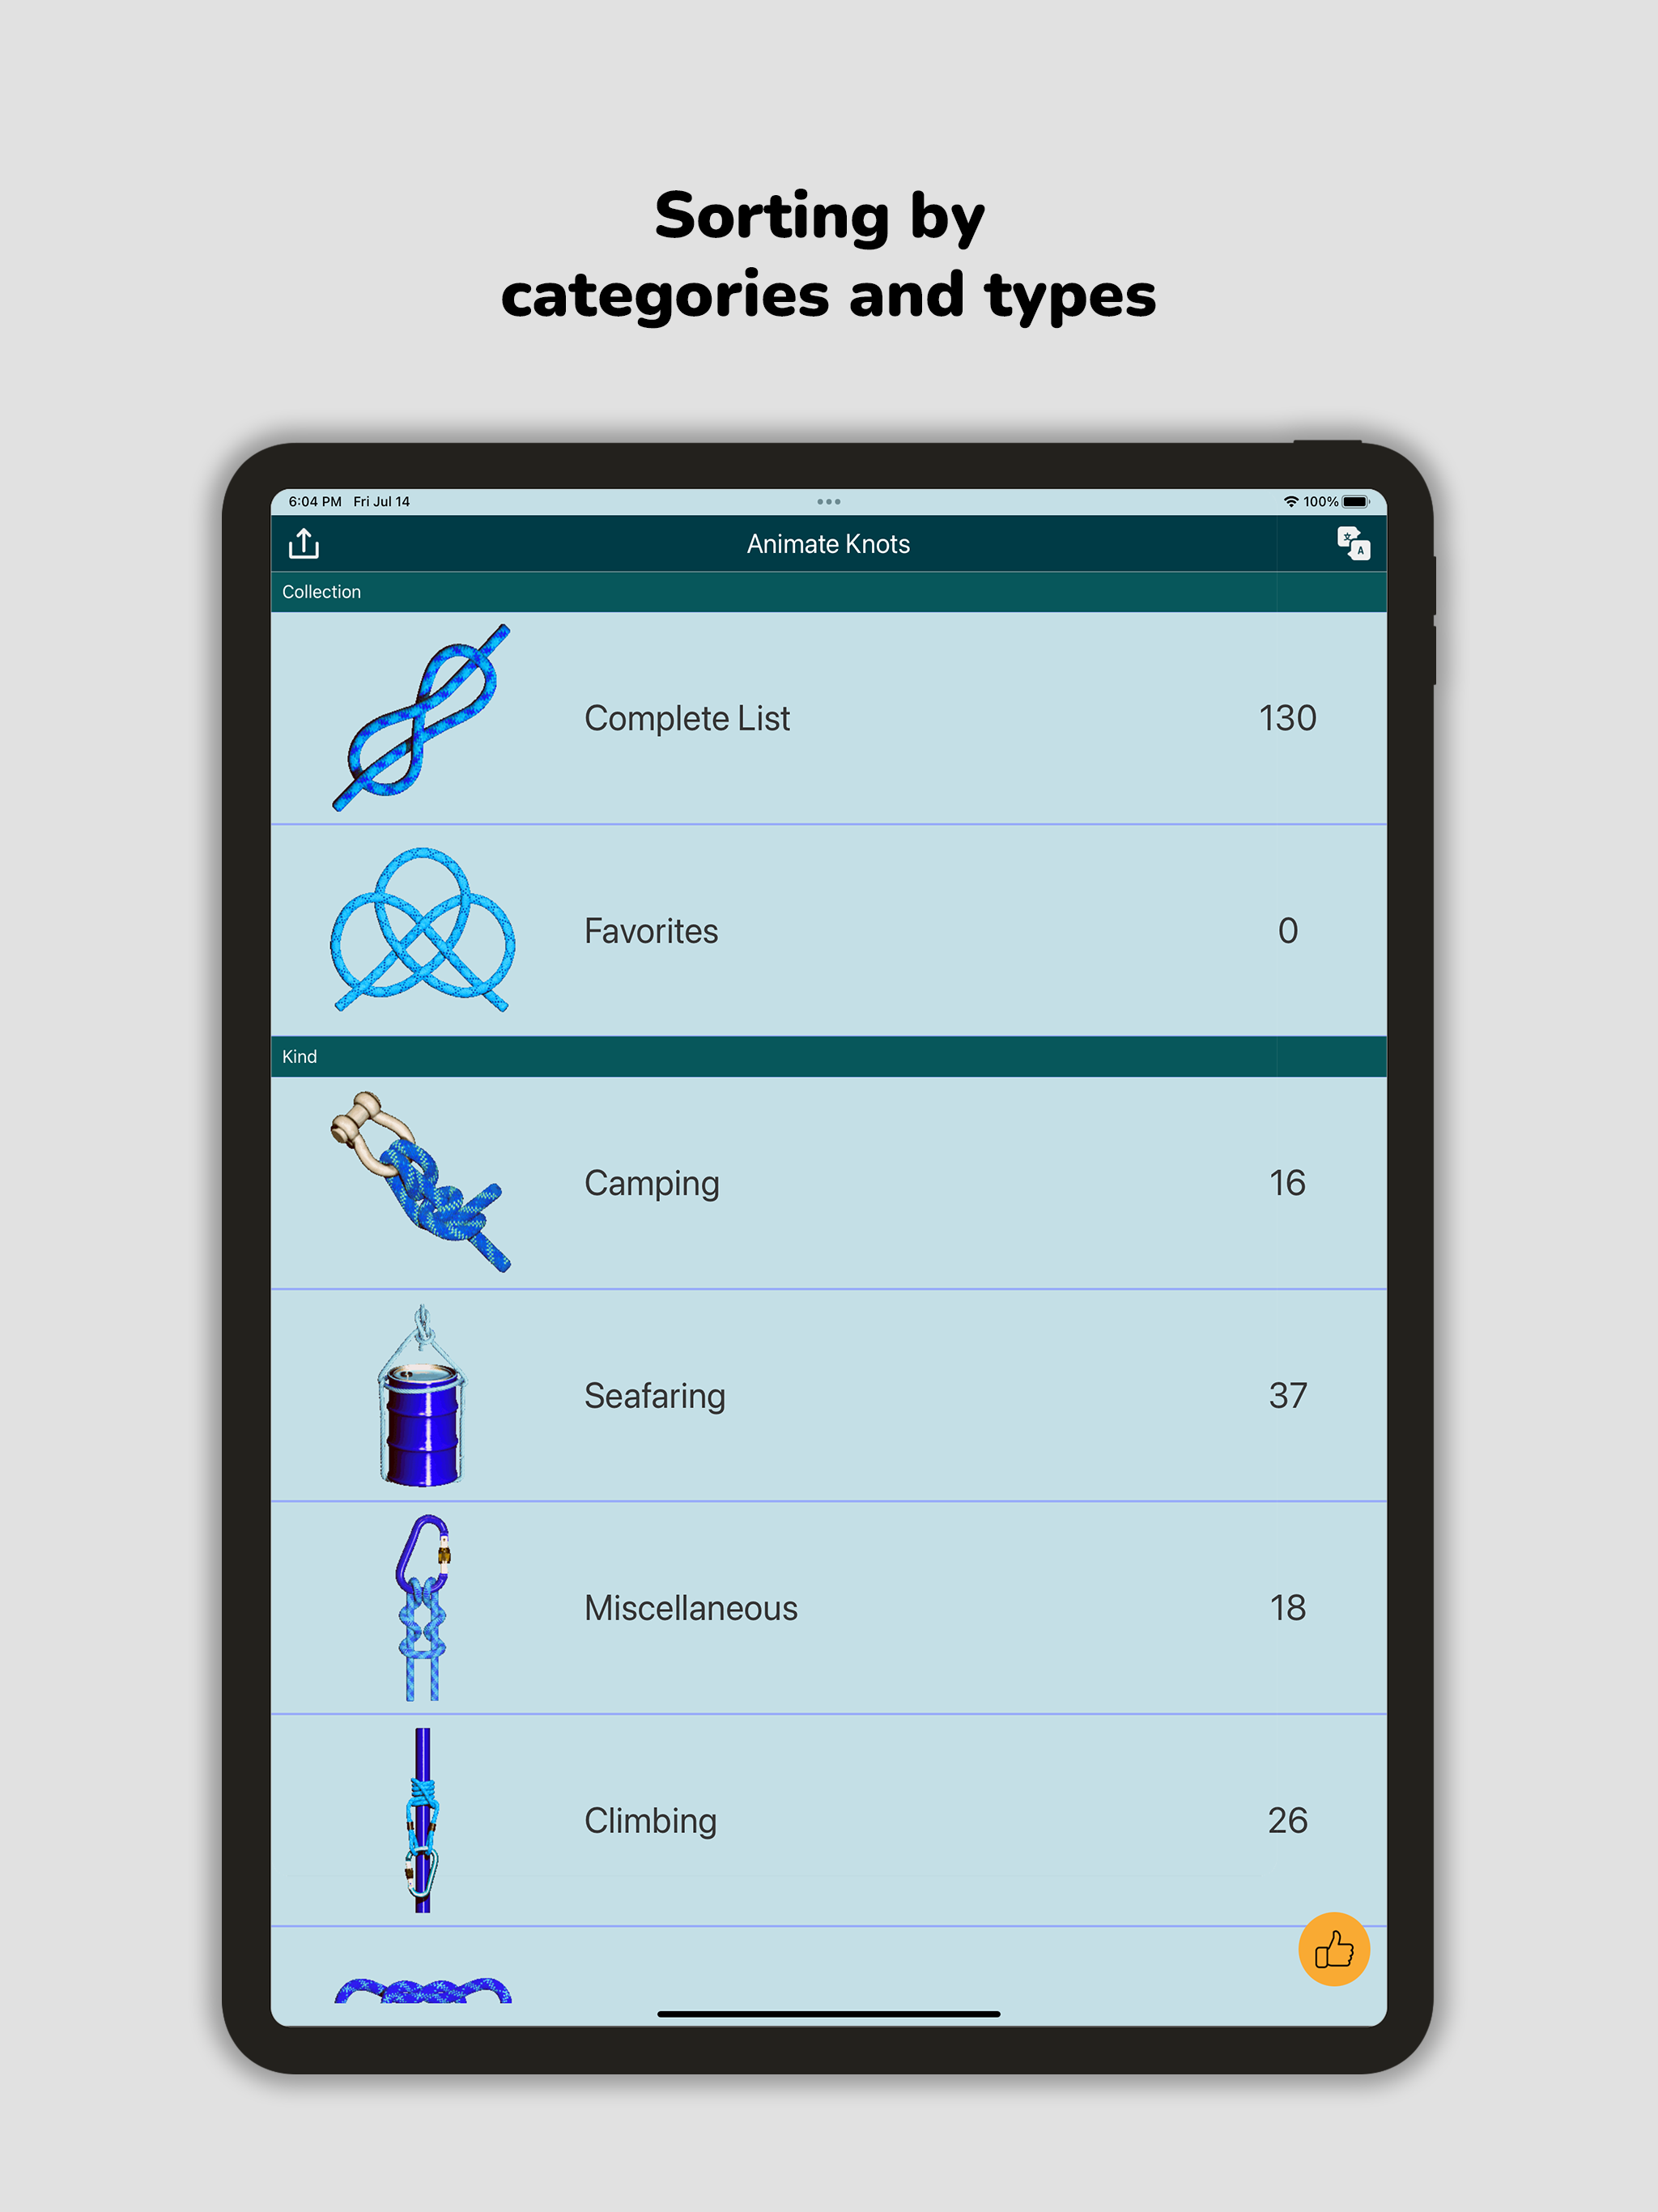 Sorting by
categories and types
6:04 PM Fri Jul 14
100%
Animate Knots
A
Collection
Complete List 130
Favorites 0
Kind
Camping 16
Seafaring 37
Miscellaneous 18
Climbing 26